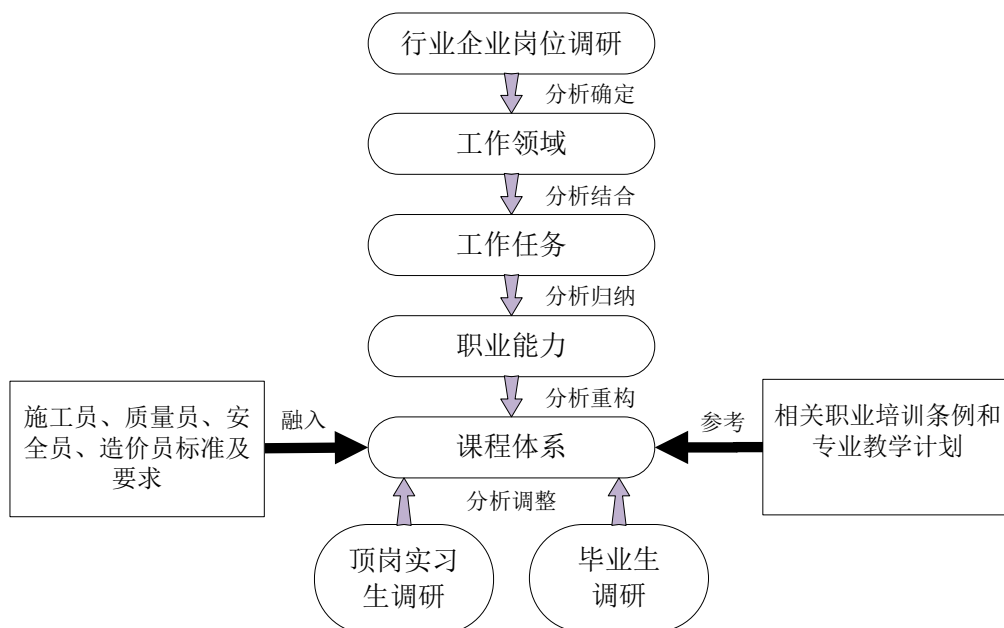 行业企业岗位调研
分析确定
工作领域
分析结合
工作任务
分析归纳
职业能力
分析重构
施工员、质量员、安
全员、造价员标准及
要求
融入
课程体系
参考
相关职业培训条例和
专业教学计划
分析调整
顶岗实习
生调研
毕业生
调研